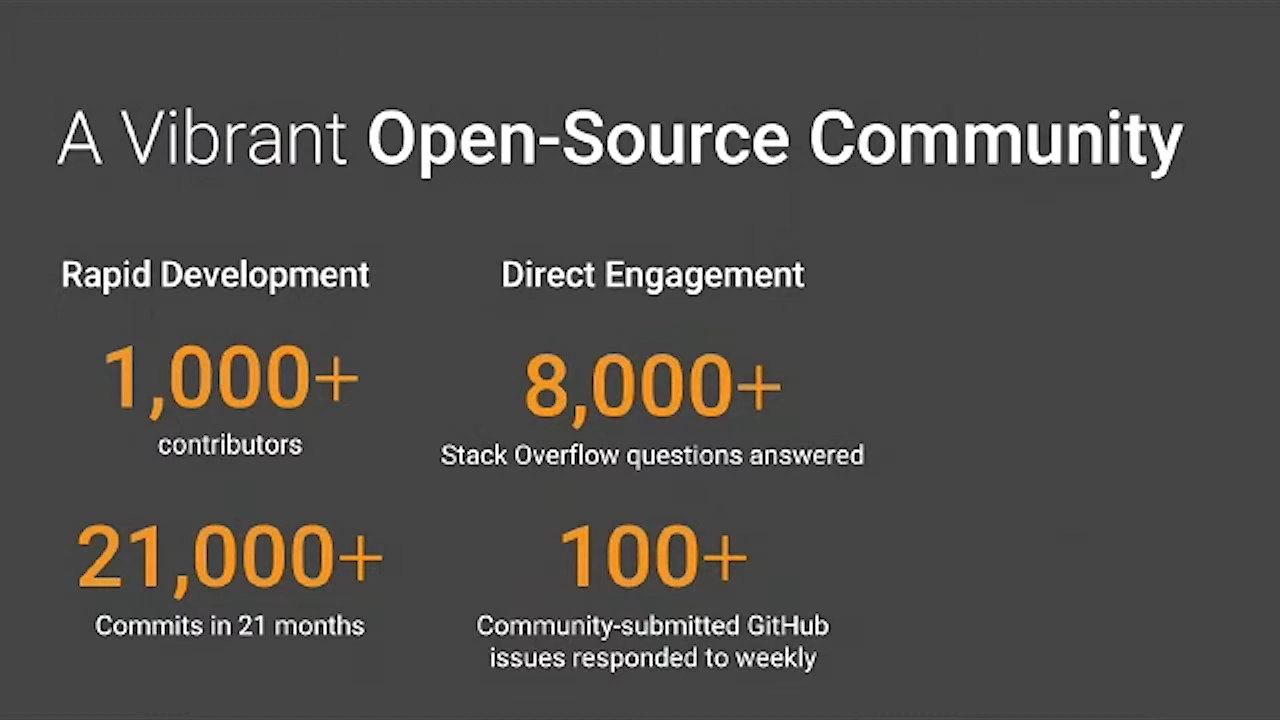 A Vibrant Open-Source Community
Rapid Development
1,000+
contributors
21,000+
Commits in 21 months
Direct Engagement
8,000+
Stack Overflow questions answered
100+
Community-submitted GitHub
issues responded to weekly